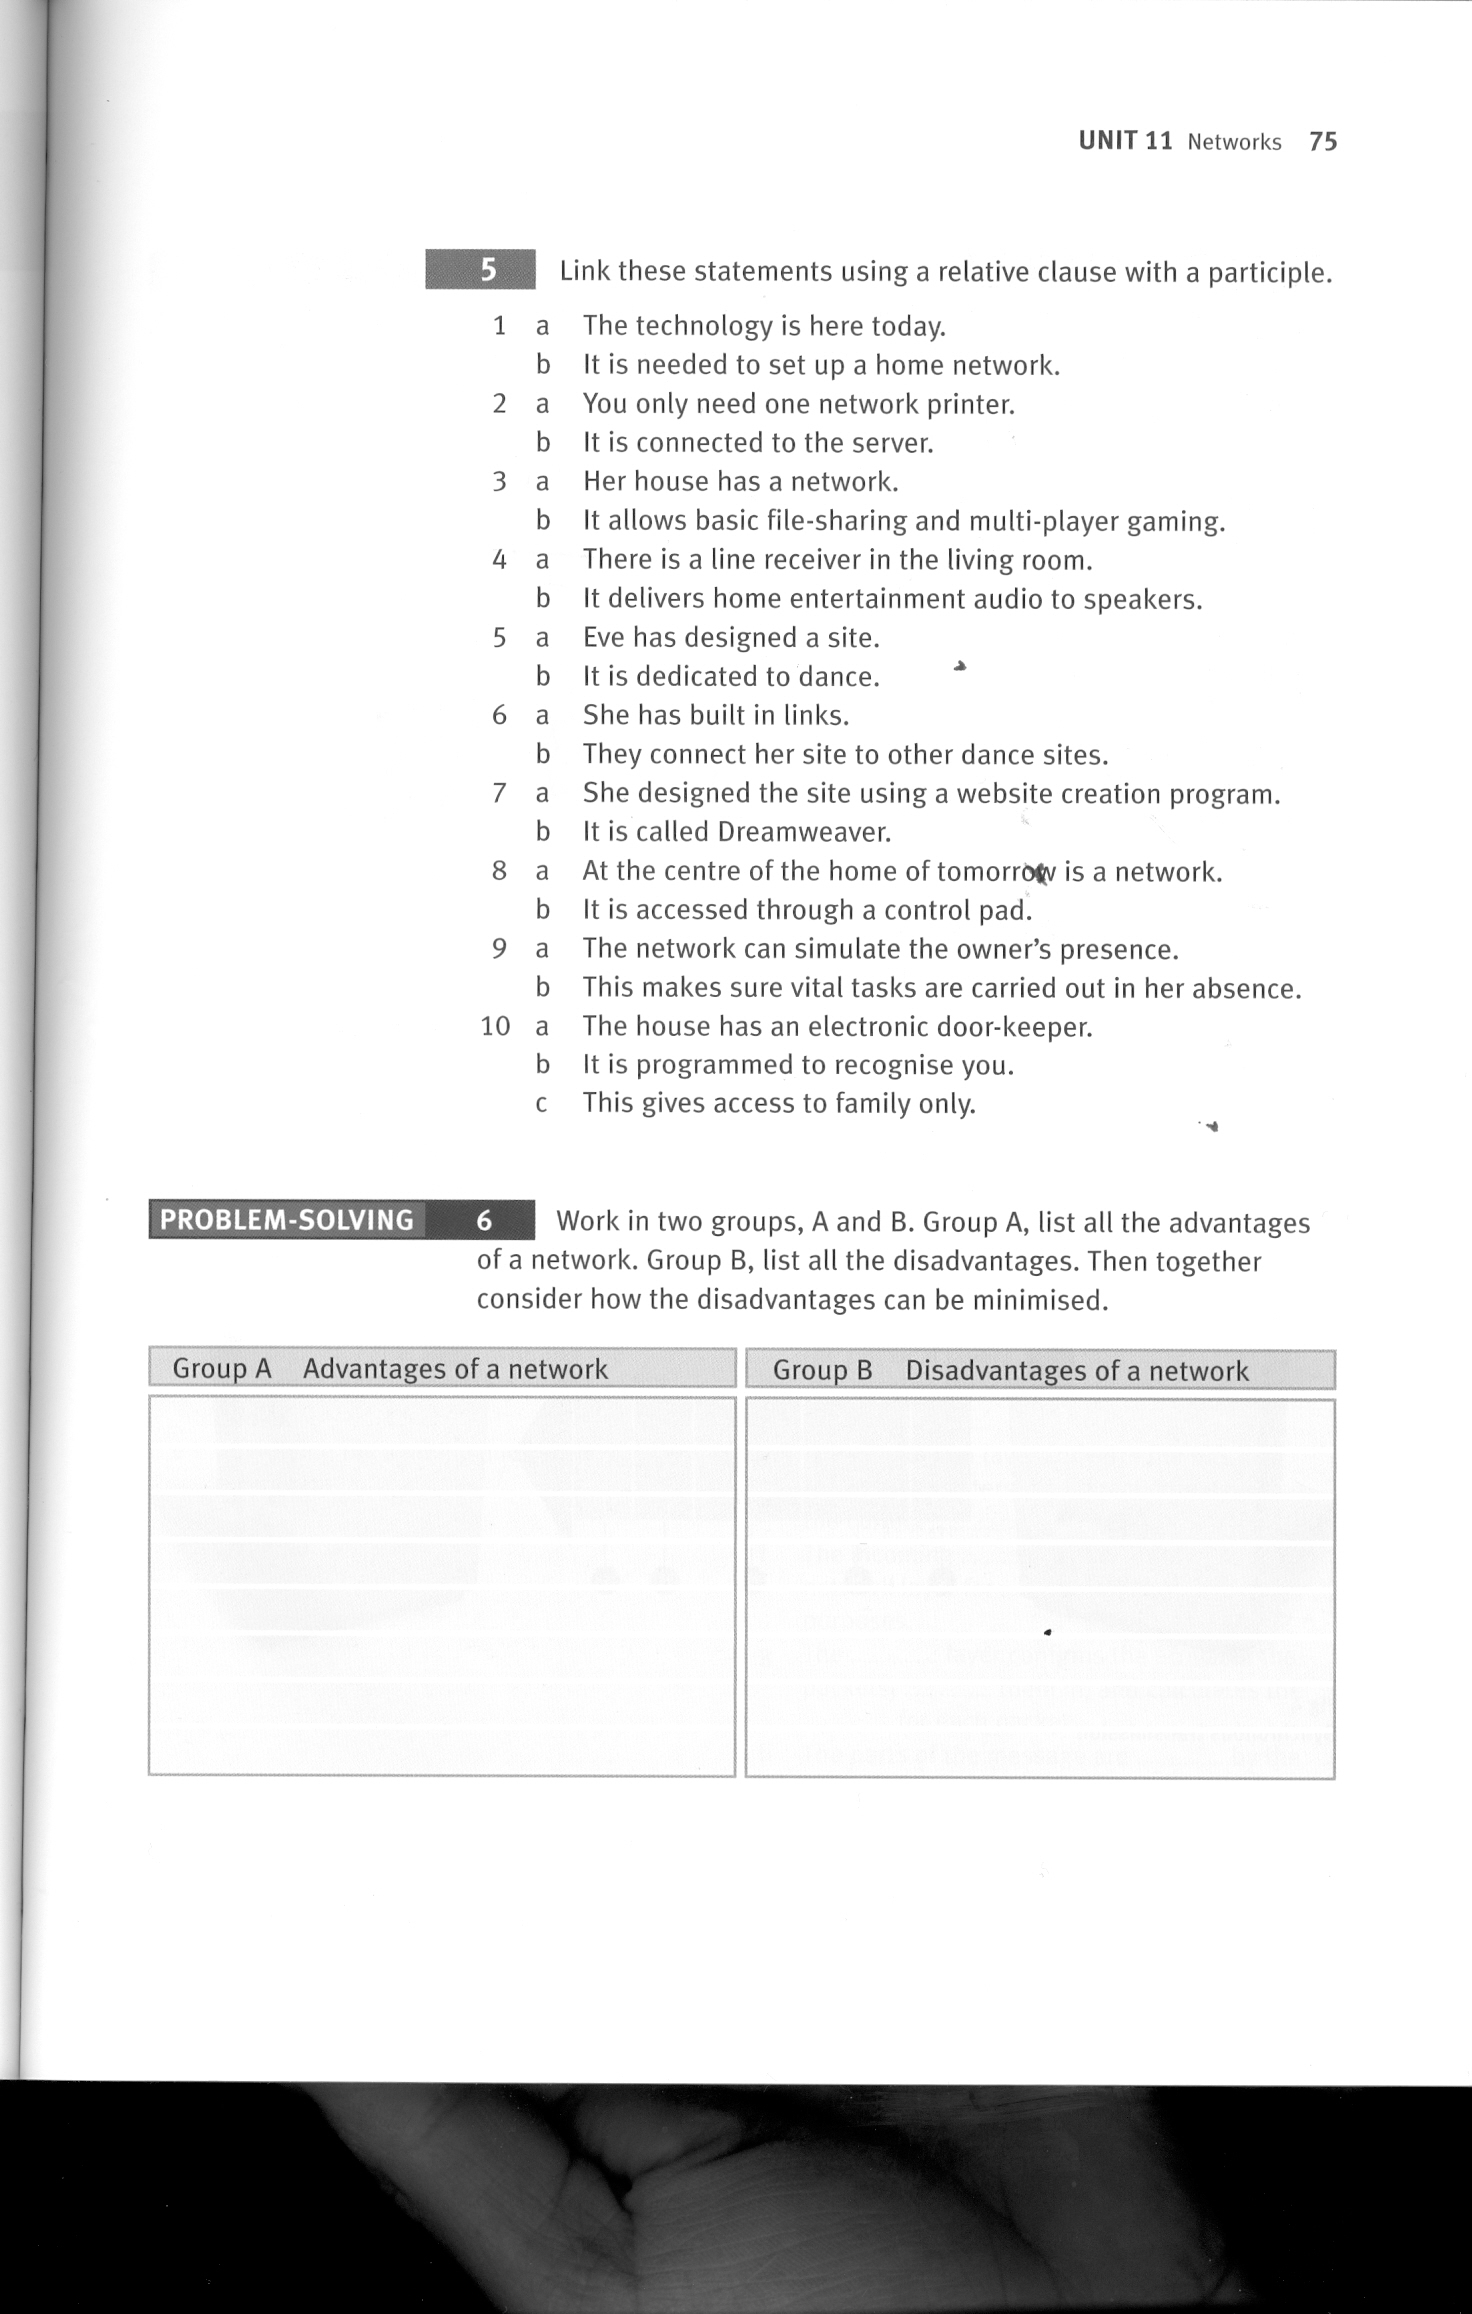 UNIT 11 Networks 75
5 Link these statements using a relative clause with a participle.
1 a The technology is here today.
b It is needed to set up a home network.
2 a You only need one network printer.
b It is connected to the server.
3 a Her house has a network.
b It allows basic file-sharing and multi-player gaming.
4 a There is a line receiver in the living room.
b It delivers home entertainment audio to speakers.
5 a Eve has designed a site.
b It is dedicated to dance.
6 a She has built in links.
b They connect her site to other dance sites.
7 a She designed the site using a website creation program.
b It is called Dreamweaver.
8 a At the centre of the home of tomorrow is a network.
b It is accessed through a control pad.
9 a The network can simulate the owner's presence.
b This makes sure vital tasks are carried out in her absence.
10 a The house has an electronic door-keeper.
b It is programmed to recognise you.
c This gives access to family only.
PROBLEM-SOLVING 6 Work in two groups, A and B. Group A, list all the advantages
of a network. Group B, list all the disadvantages. Then together
consider how the disadvantages can be minimised.
Group A Advantages of a network Group B Disadvantages of a network